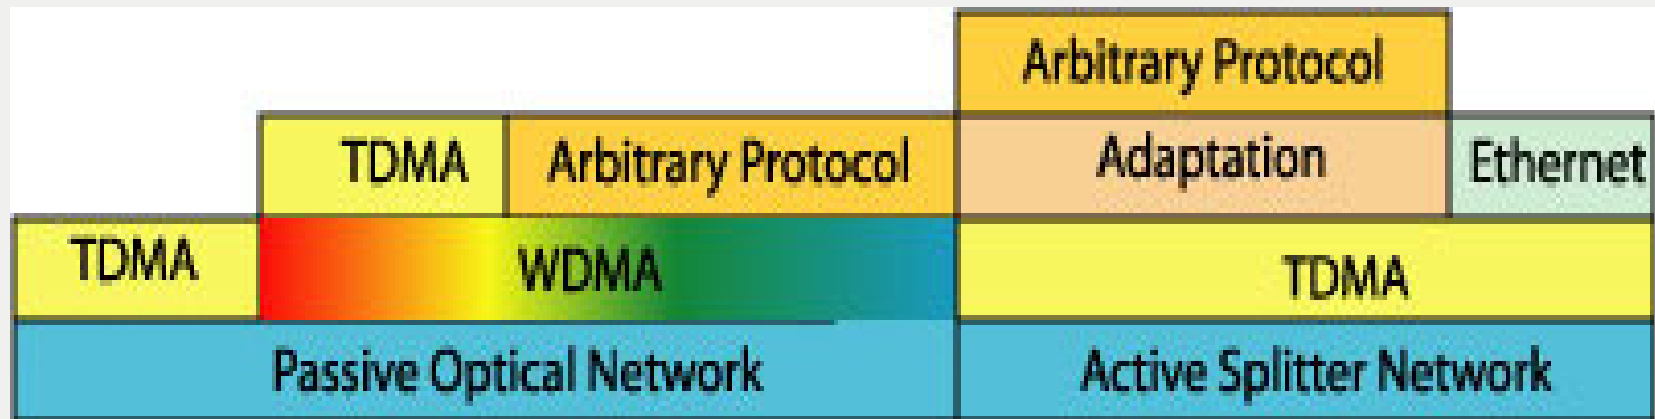 Arbitrary Protocol
TDMA
Arbitrary Protocol
Adaptation
Ethernet
TDMA
WDMA
TDMA
Passive Optical Network
Active Splitter Network